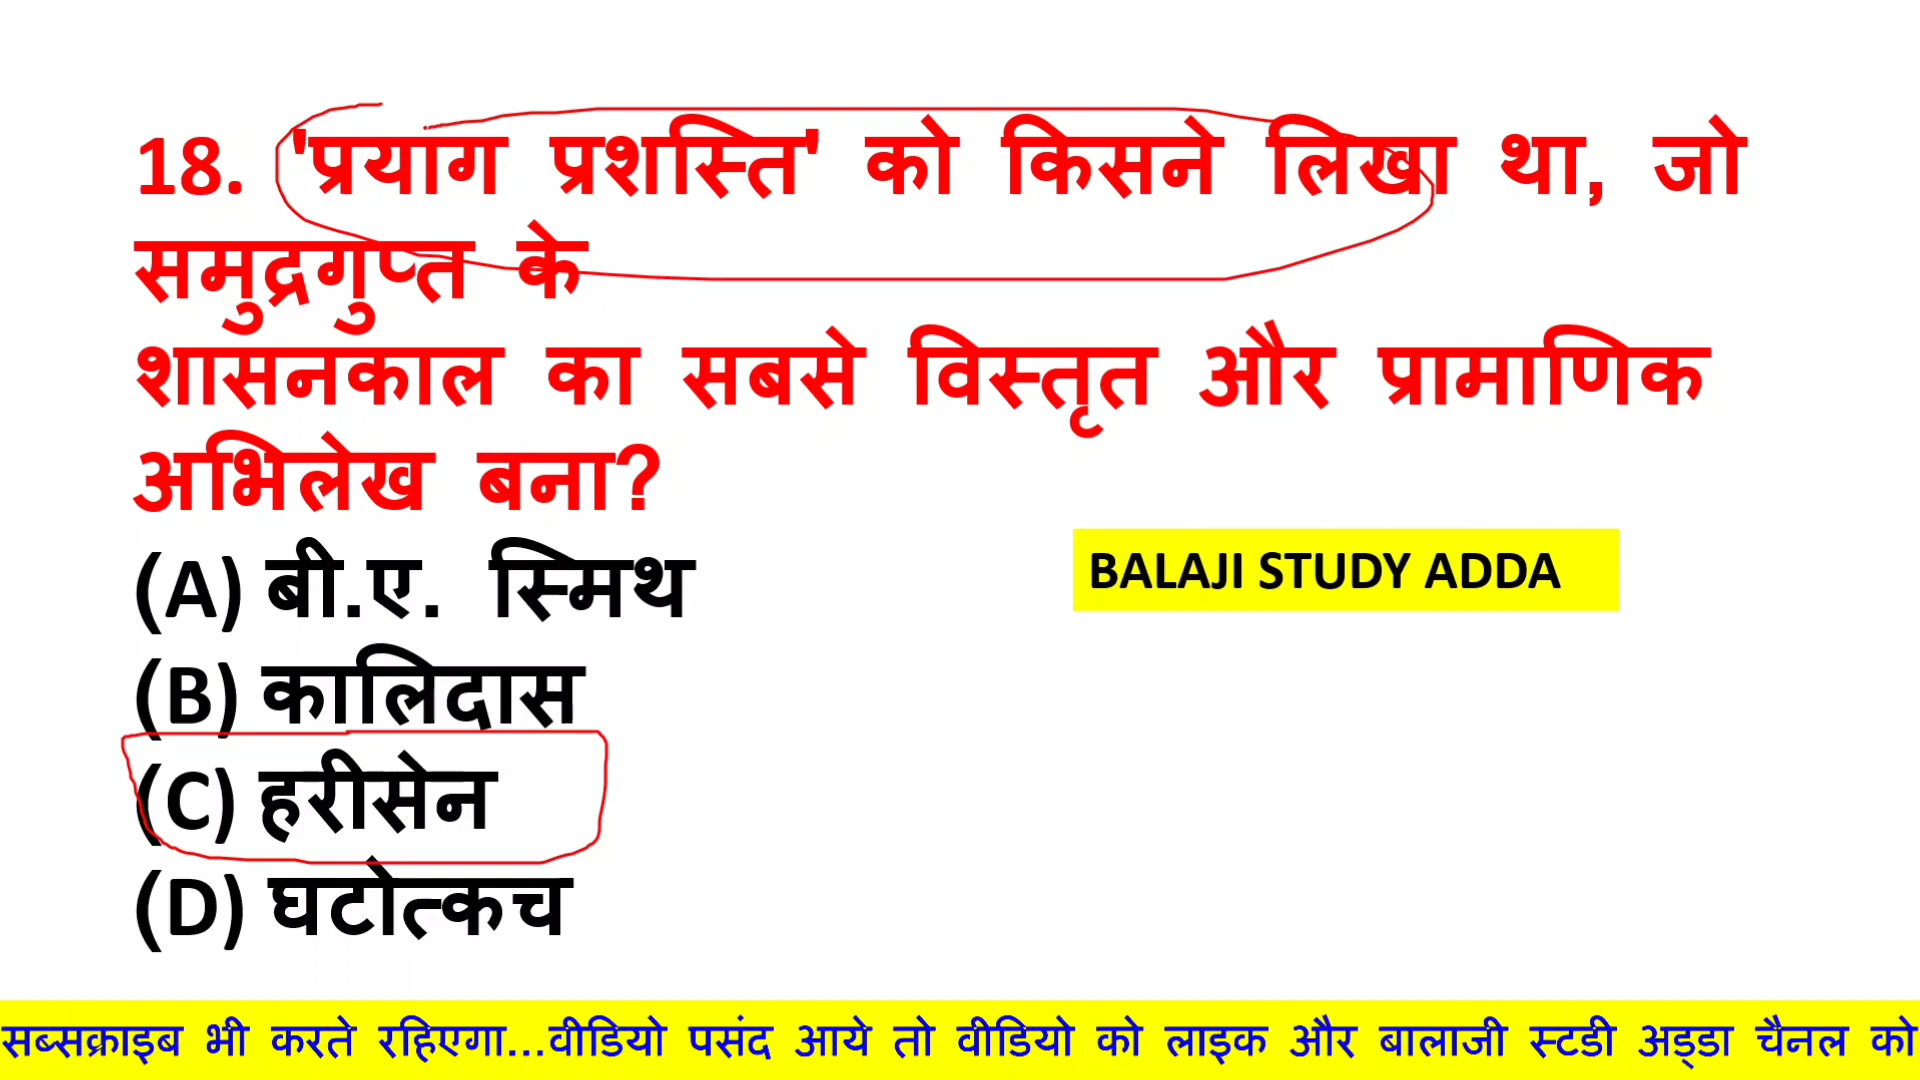 18. 'प्रयाग प्रशस्ति' को किसने लिखा था, जो
समुद्रगुप्त के
शासनकाल का सबसे विस्तृत और प्रामाणिक
अभिलेख बना?
(A) बी.ए. स्मिथ
BALAJI STUDY ADDA
(B) कालिदास
(C) हरीसेन
(D) घटोत्कच
सब्सक्राइब भी करते रहिएगा...वीडियो पसंद आये तो वीडियो को लाइक और बालाजी स्टडी अड्डा चैनल को